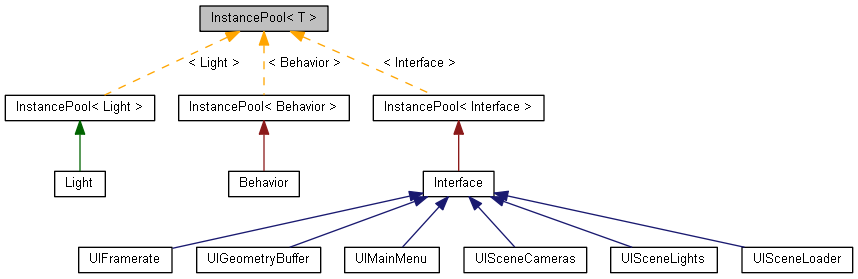 InstancePool< T >
< Light >
< Behavior >
< Interface >
InstancePool< Light >
InstancePool< Behavior >
InstancePool< Interface >
Light
Behavior
Interface
UIFramerate
UIGeometryBuffer
UIMainMenu
UISceneCameras
UISceneLights
UISceneLoader